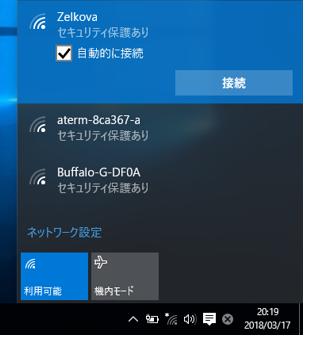 Zelkova
セキュリティ保護あり
自動的に接続
接続
aterm-8ca367-a
セキュリティ保護あり
Buffalo-G-DF0A
セキュリティ保護あり
ネットワーク設定
利用可能
機内モード
20:19
2018/03/17